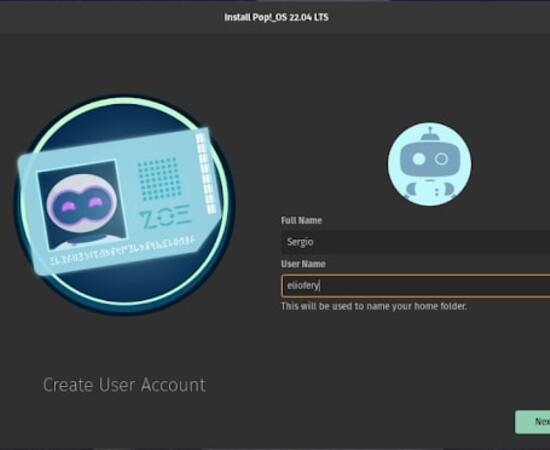 Install Pop!_OS 22.04 LTS
ZOE
Full Name
Sergio
User Name
eliofery
This will be used to name your home folder.
Create User Account
Nex